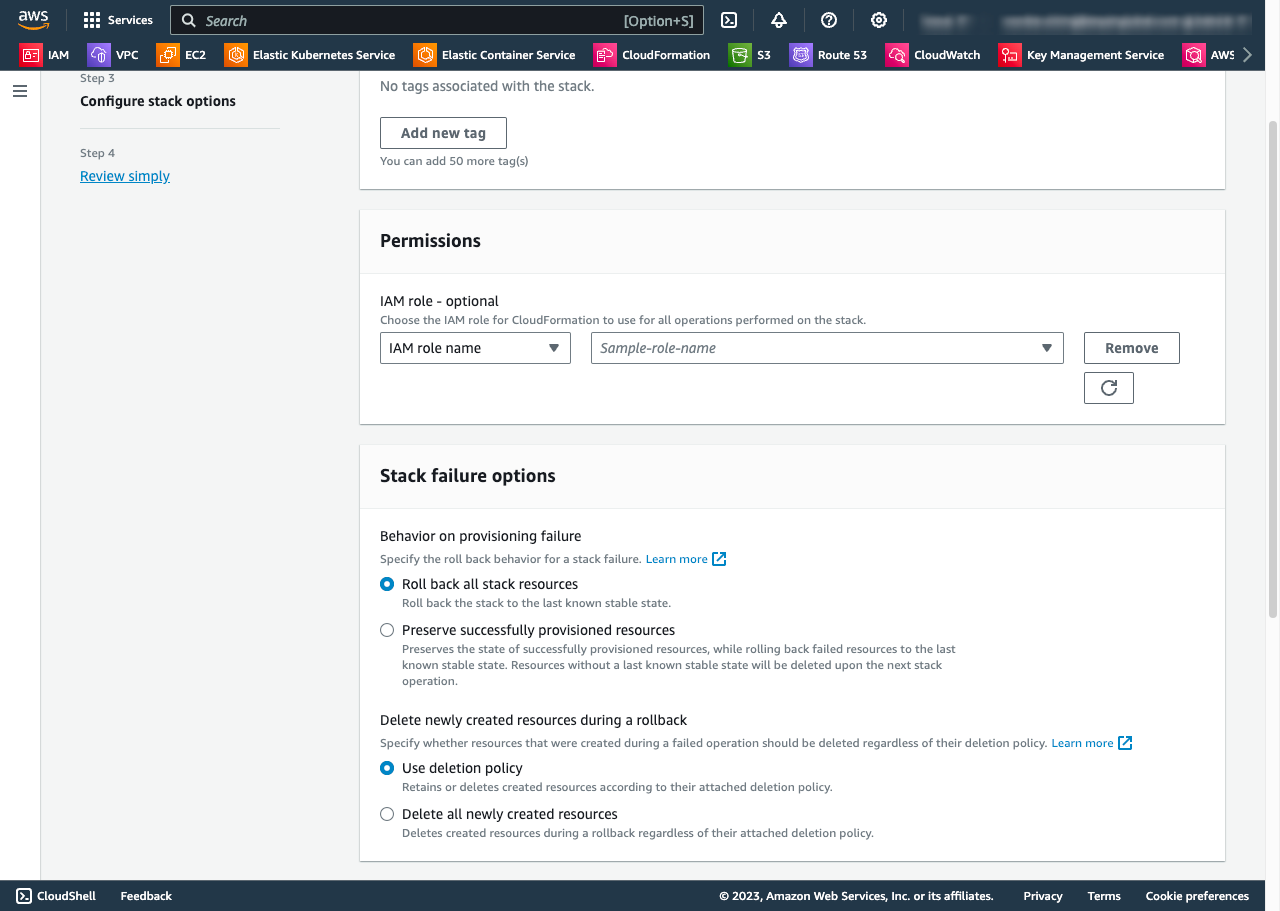 aws
Services
Search
[Option+S]
IAM
VPC
EC2
Elastic Kubernetes Service
Elastic Container Service
CloudFormation
S3
Route 53
CloudWatch
Key Management Service
AWS
Step 3
Configure stack options
Step 4
Review simply
No tags associated with the stack.
Add new tag
You can add 50 more tag(s)
Permissions
IAM role - optional
Choose the IAM role for CloudFormation to use for all operations performed on the stack.
IAM role name
Sample-role-name
Remove
Stack failure options
Behavior on provisioning failure
Specify the roll back behavior for a stack failure. Learn more
Roll back all stack resources
Roll back the stack to the last known stable state.
Preserve successfully provisioned resources
Preserves the state of successfully provisioned resources, while rolling back failed resources to the last
known stable state. Resources without a last known stable state will be deleted upon the next stack
operation.
Delete newly created resources during a rollback
Specify whether resources that were created during a failed operation should be deleted regardless of their deletion policy. Learn more
Use deletion policy
Retains or deletes created resources according to their attached deletion policy.
Delete all newly created resources
Deletes created resources during a rollback regardless of their attached deletion policy.
CloudShell
Feedback
© 2023, Amazon Web Services, Inc. or its affiliates.
Privacy
Terms
Cookie preferences